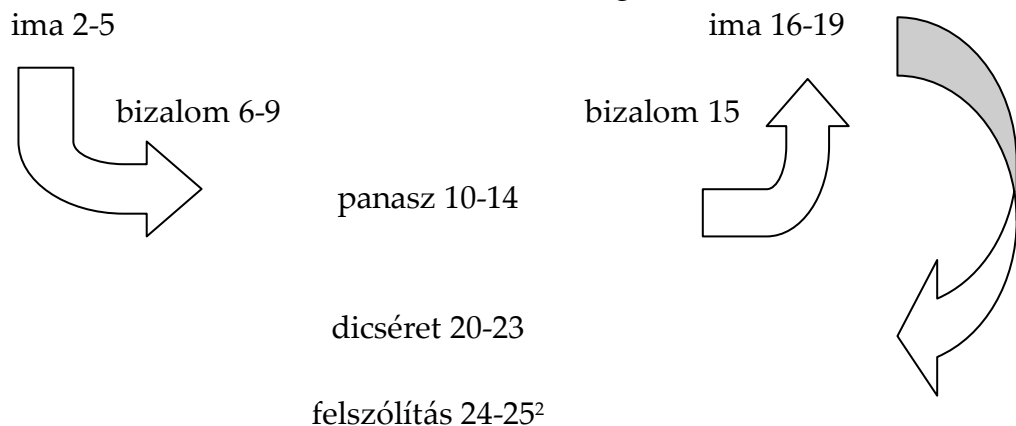 ima 2-5 ima 16-19
bizalom 6-9 bizalom 15
panasz 10-14
dicséret 20-23
felszólítás 24-25²